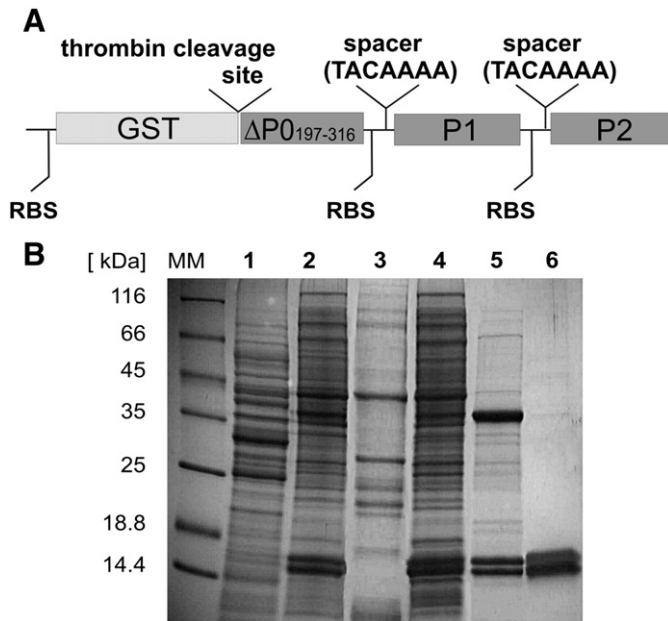 A
thrombin cleavage site
spacer (TACAAAA)
spacer (TACAAAA)
GST
ΔP0197-316
P1
P2
RBS
RBS
RBS
B
[ kDa] MM 1 2 3 4 5 6
116
66
45
35
25
18.8
14.4